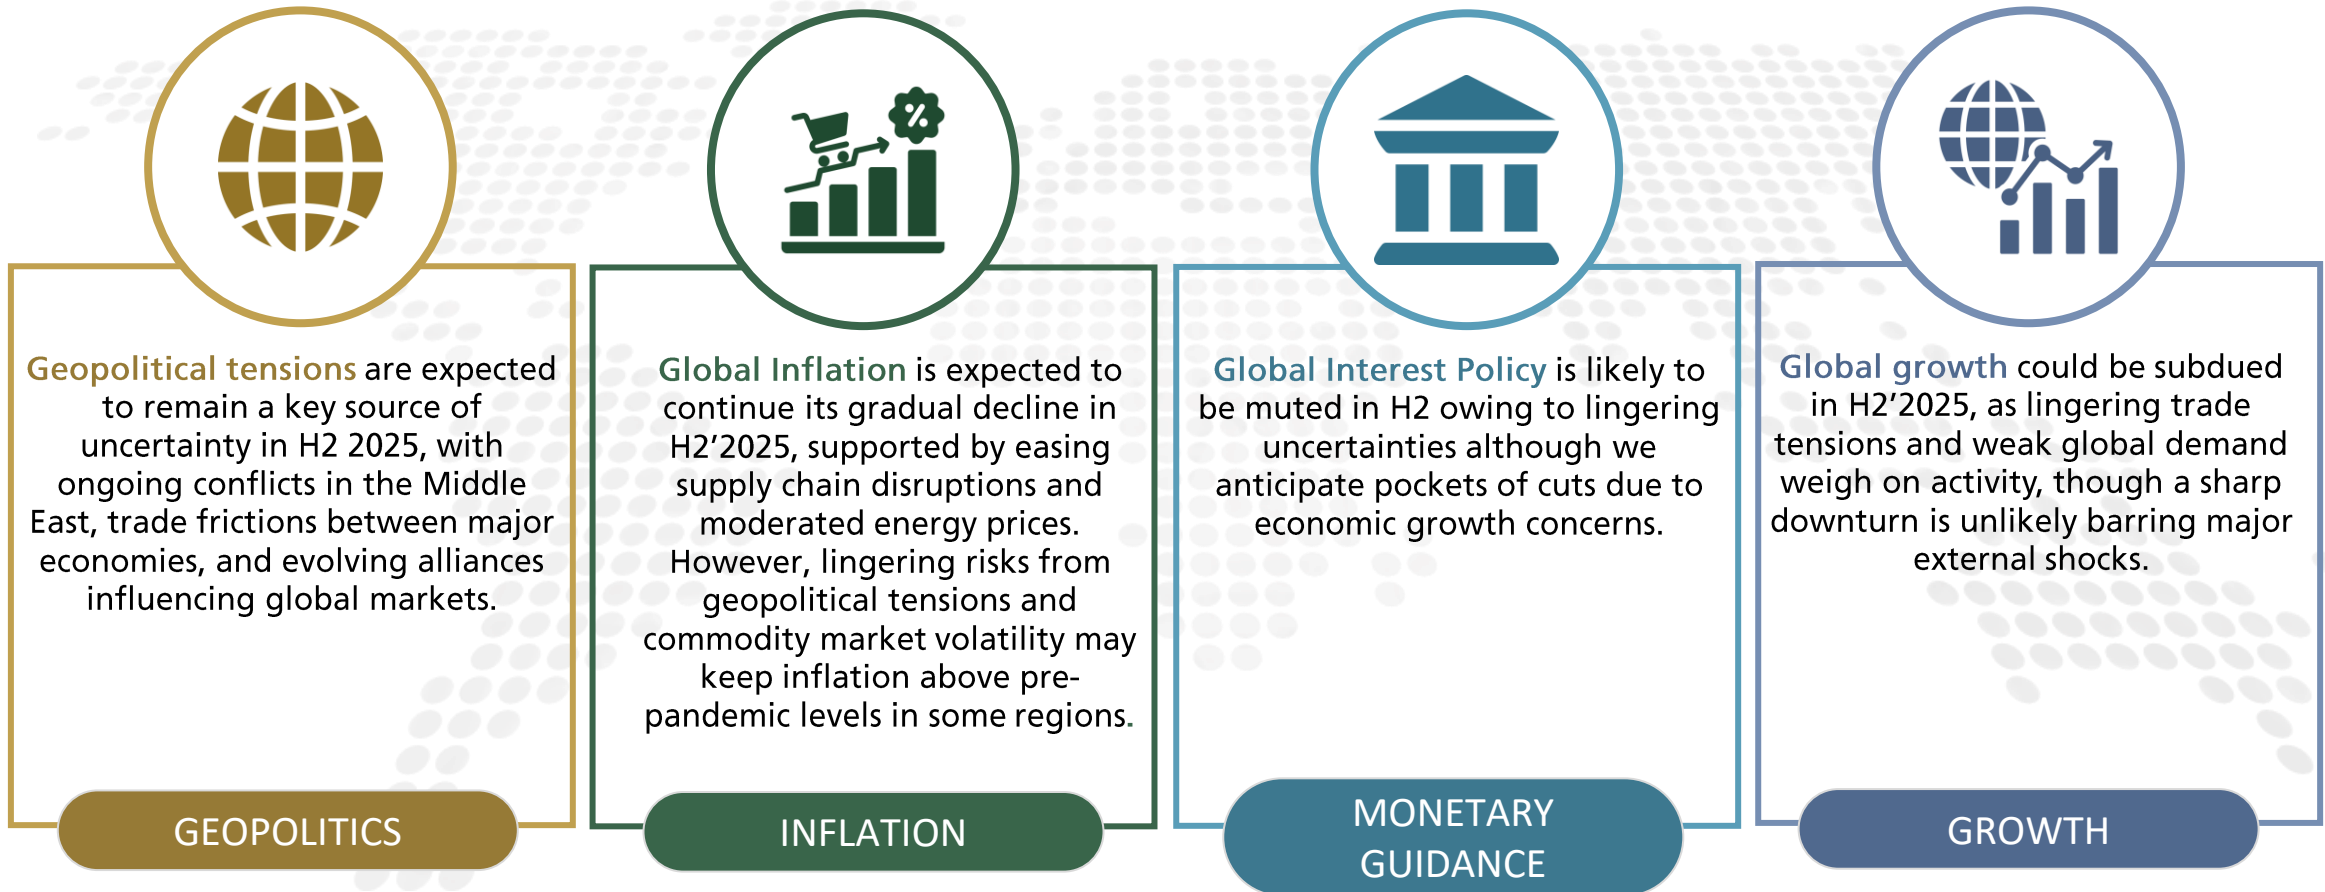 Geopolitical tensions are expected
to remain a key source of
uncertainty in H2 2025, with
ongoing conflicts in the Middle
East, trade frictions between major
economies, and evolving alliances
influencing global markets.
GEOPOLITICS
%
Global Inflation is expected to
continue its gradual decline in
H2’2025, supported by easing
supply chain disruptions and
moderated energy prices.
However, lingering risks from
geopolitical tensions and
commodity market volatility may
keep inflation above pre-
pandemic levels in some regions.
INFLATION
Global Interest Policy is likely to
be muted in H2 owing to lingering
uncertainties although we
anticipate pockets of cuts due to
economic growth concerns.
MONETARY
GUIDANCE
Global growth could be subdued
in H2’2025, as lingering trade
tensions and weak global demand
weigh on activity, though a sharp
downturn is unlikely barring major
external shocks.
GROWTH